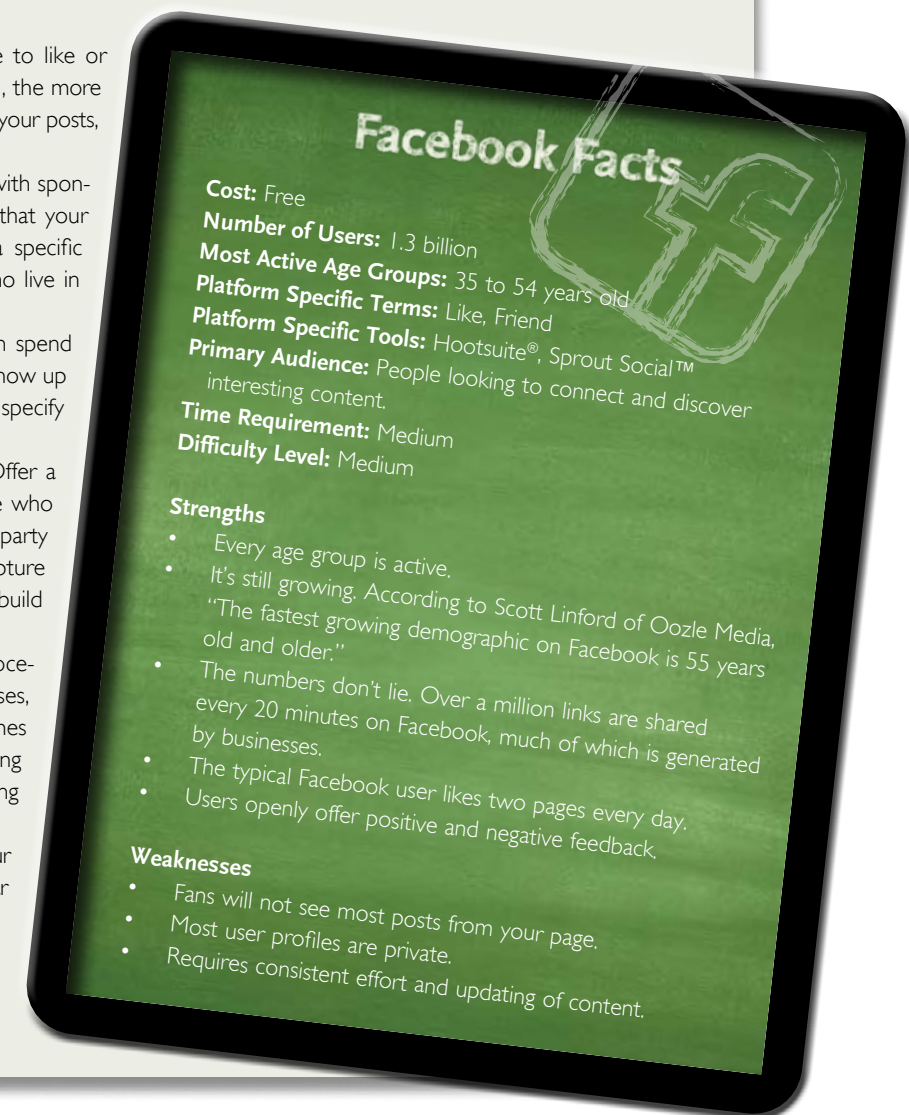 e to like or
, the more
your posts,
vith spon-
that your
a specific
no live in
n spend
now up
specify
Offer a
e who
party
pture
build
oce-
ses,
nes
ng
ng
ur
r
Facebook Facts
Cost: Free
Number of Users: 1.3 billion
Most Active Age Groups: 35 to 54 years old
Platform Specific Terms: Like, Friend
Platform Specific Tools: Hootsuite®, Sprout Social™
Primary Audience: People looking to connect and discover
interesting content.
Time Requirement: Medium
Difficulty Level: Medium
Strengths
• Every age group is active.
• It's still growing. According to Scott Linford of Oozle Media,
“The fastest growing demographic on Facebook is 55 years
old and older.”
• The numbers don't lie. Over a million links are shared
every 20 minutes on Facebook, much of which is generated
by businesses.
• The typical Facebook user likes two pages every day.
• Users openly offer positive and negative feedback.
Weaknesses
• Fans will not see most posts from your page.
• Most user profiles are private.
• Requires consistent effort and updating of content.